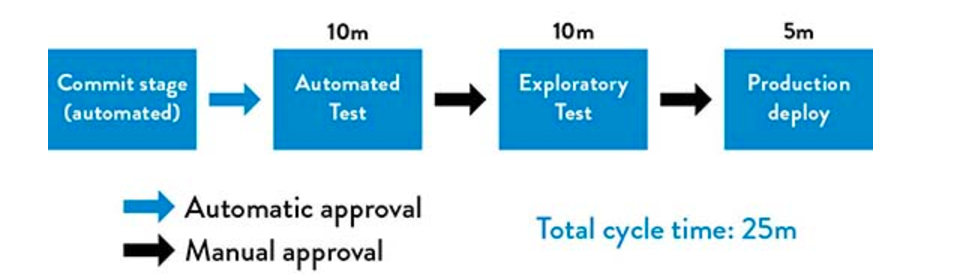 10m
10m
5m
Commit stage
(automated)
Automated
Test
Exploratory
Test
Production
deploy
Automatic approval
Manual approval
Total cycle time: 25m